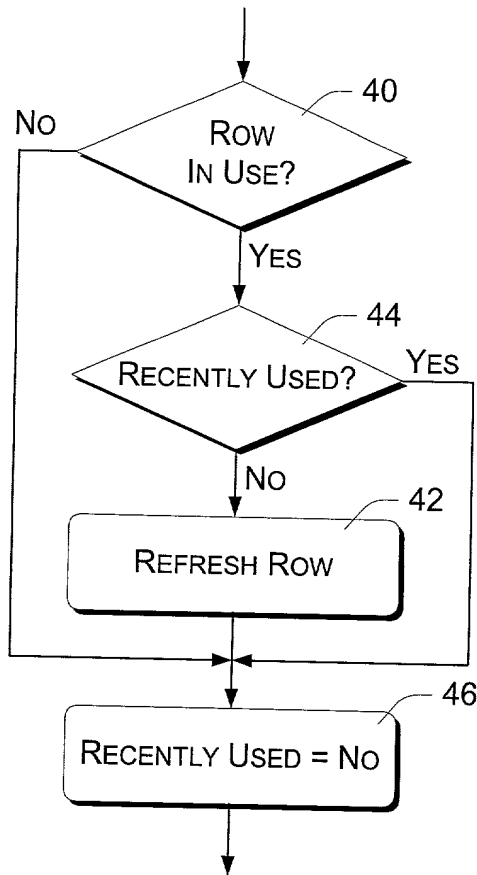 40
NO
ROW
IN USE?
YES
44
RECENTLY USED?
YES
NO
42
REFRESH ROW
46
RECENTLY USED = NO